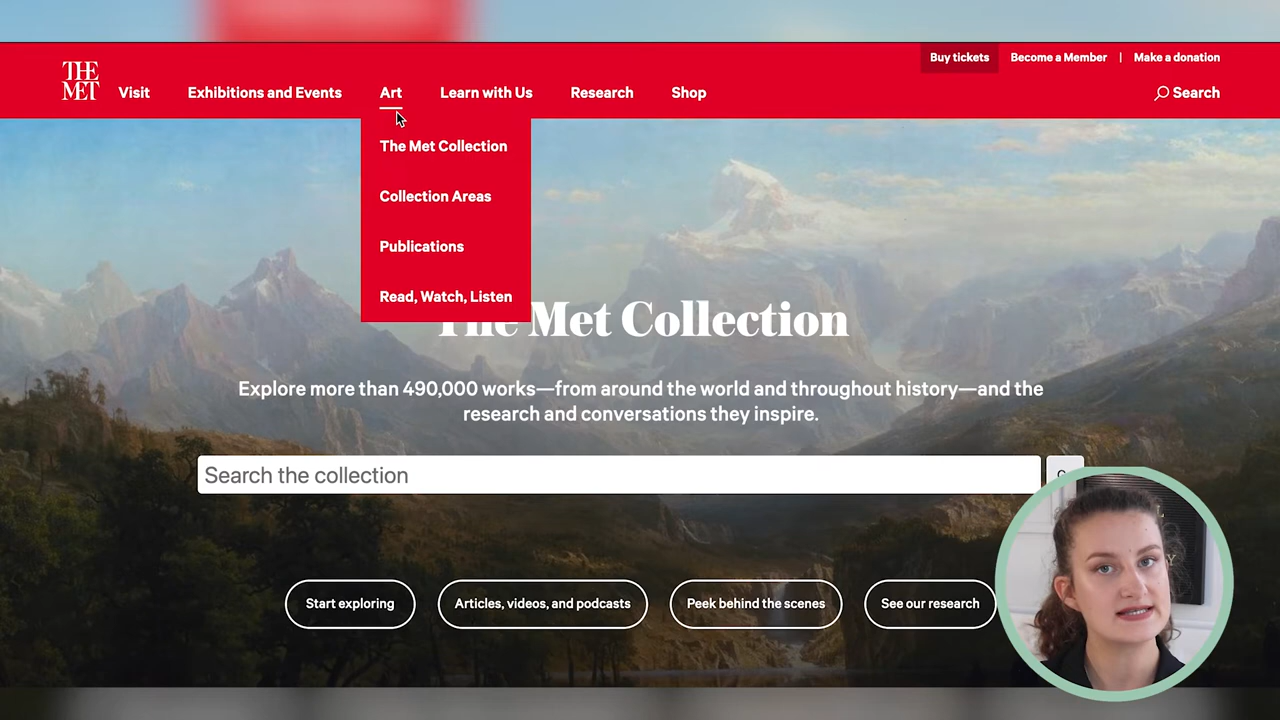 Buy tickets
Become a Member | Make a donation
THE
MET
Visit
Exhibitions and Events
Art
Learn with Us
Research
Shop
Search
The Met Collection
Collection Areas
Publications
Read, Watch, Listen
The Met Collection
Explore more than 490,000 works—from around the world and throughout history—and the
research and conversations they inspire.
Search the collection
Start exploring
Articles, videos, and podcasts
Peek behind the scenes
See our research